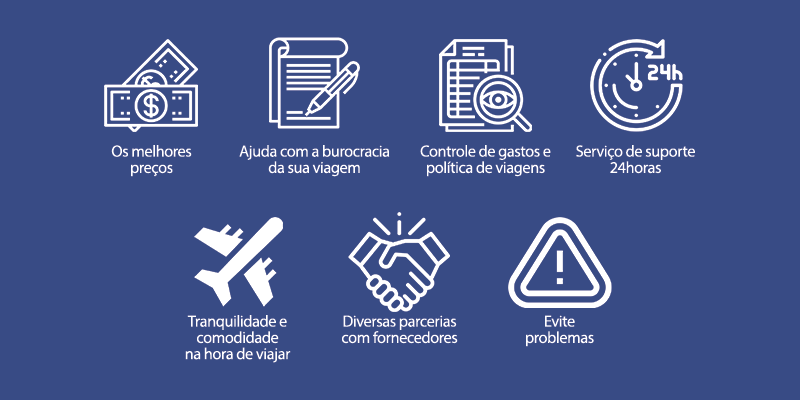 24h
Os melhores
preços
Ajuda com a burocracia
da sua viagem
Controle de gastos e
política de viagens
Serviço de suporte
24horas
Tranquilidade e
comodidade
na hora de viajar
Diversas parcerias
com fornecedores
Evite
problemas